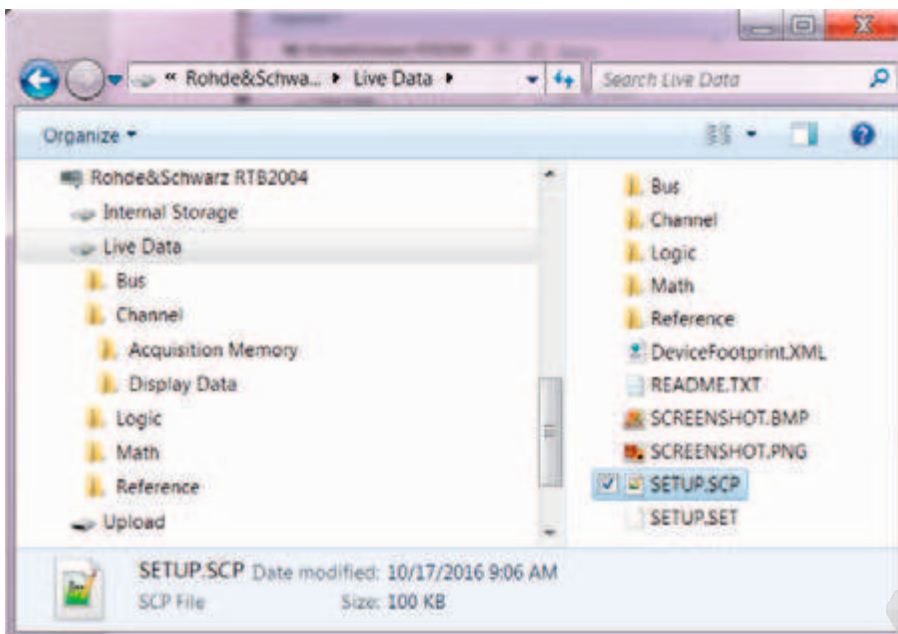 « Rohde&Schwa... ▸ Live Data ▸
Search Live Data
Organize
Rohde&Schwarz RTB2004
Internal Storage
Live Data
Bus
Channel
Acquisition Memory
Display Data
Logic
Math
Reference
Upload
Bus
Channel
Logic
Math
Reference
DeviceFootprint.XML
README.TXT
SCREENSHOT.BMP
SCREENSHOT.PNG
SETUP.SCP
SETUP.SET
SETUP.SCP Date modified: 10/17/2016 9:06 AM
SCP File Size: 100 KB